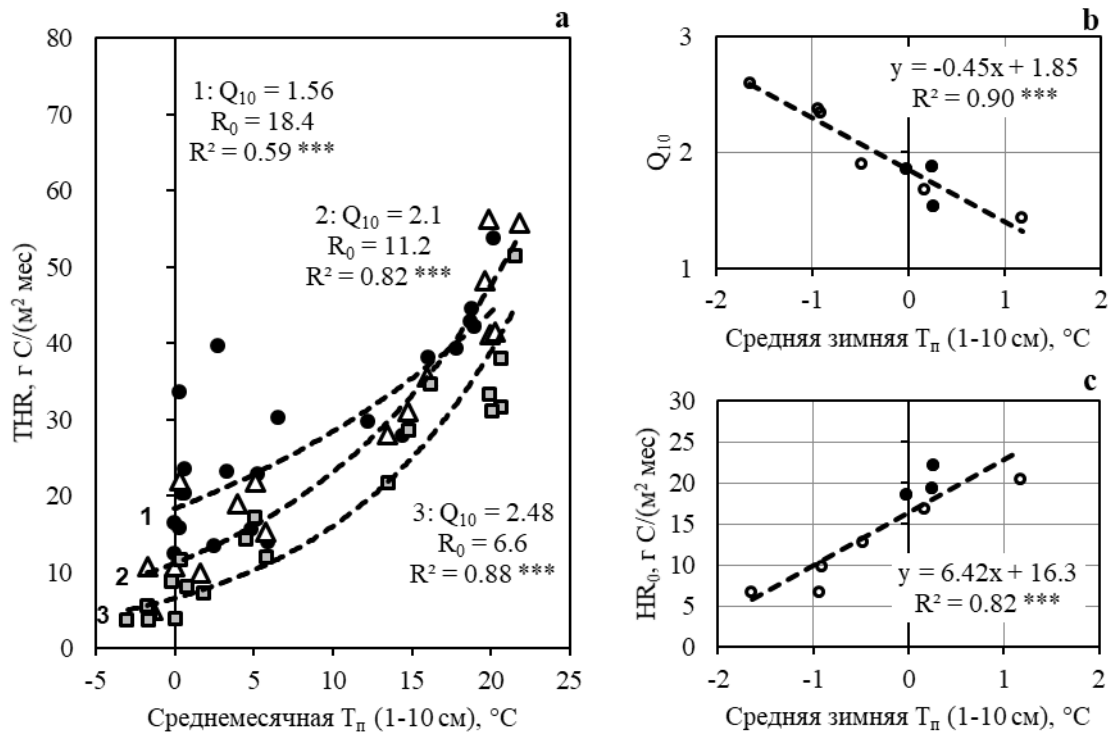 a
80
70
60
50
40
30
20
10
0
-5
0
5
10
15
20
25
THR, г C/(м² мес)
Среднемесячная Tп (1-10 см), °C
1: Q10 = 1.56
R0 = 18.4
R² = 0.59 ***
2: Q10 = 2.1
R0 = 11.2
R² = 0.82 ***
3: Q10 = 2.48
R0 = 6.6
R² = 0.88 ***
1
2
3
b
3
2
1
Q10
y = -0.45x + 1.85
R² = 0.90 ***
-2
-1
0
1
2
Средняя зимняя Tп (1-10 см), °C
c
30
25
20
15
10
5
0
HR0, г C/(м² мес)
y = 6.42x + 16.3
R² = 0.82 ***
-2
-1
0
1
2
Средняя зимняя Tп (1-10 см), °C